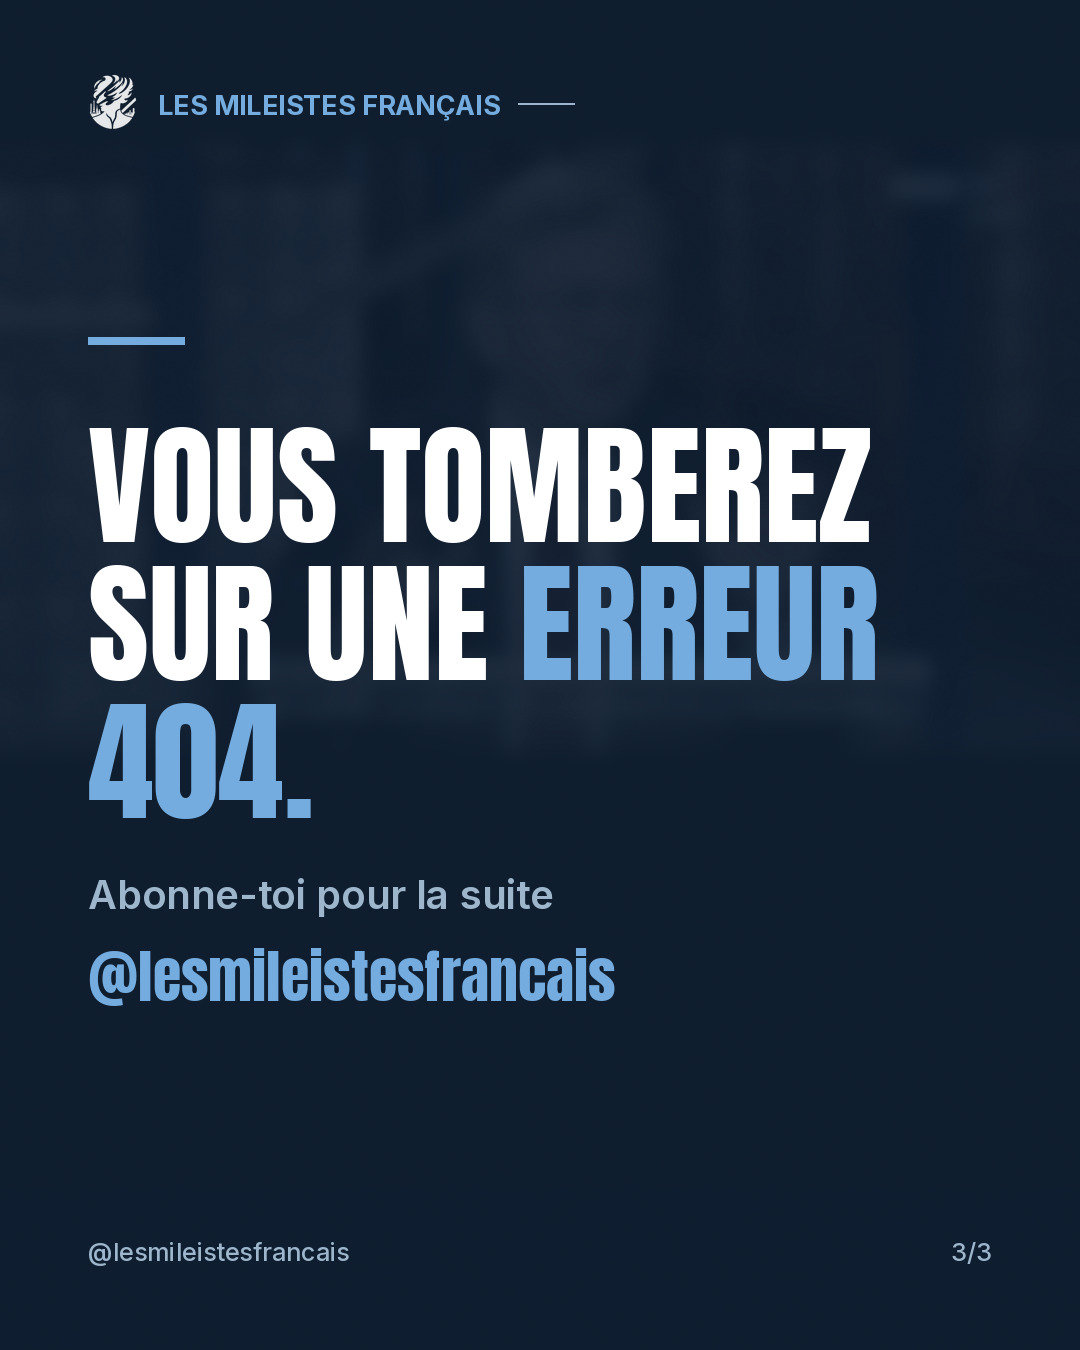 LES MILEISTES FRANÇAIS
VOUS TOMBEREZ
SUR UNE ERREUR
404.
Abonne-toi pour la suite
@lesmileistesfrancais
@lesmileistesfrancais
3/3